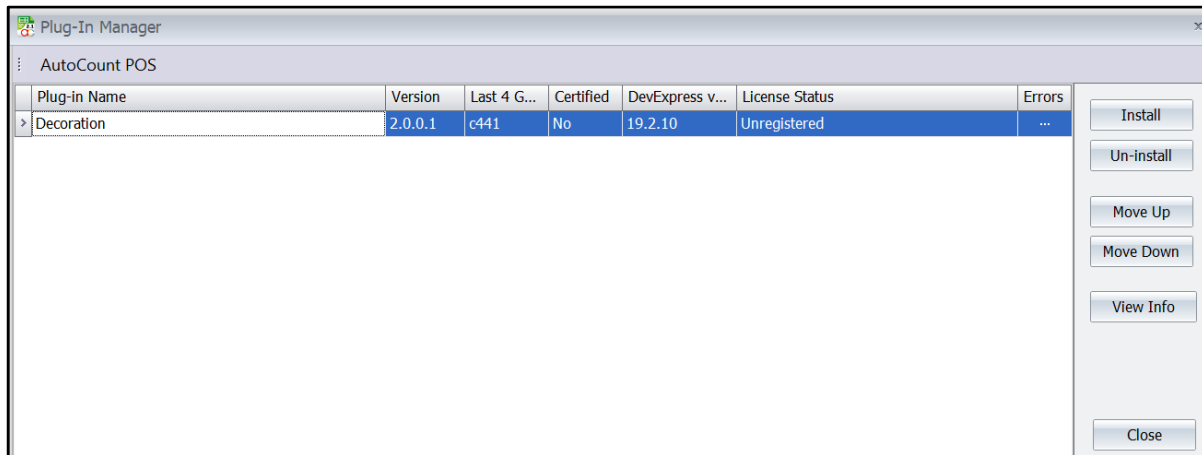 Plug-In Manager
x
AutoCount POS
Plug-in Name Version Last 4 G... Certified DevExpress v... License Status Errors
Decoration 2.0.0.1 c441 No 19.2.10 Unregistered ...
Install
Un-install
Move Up
Move Down
View Info
Close